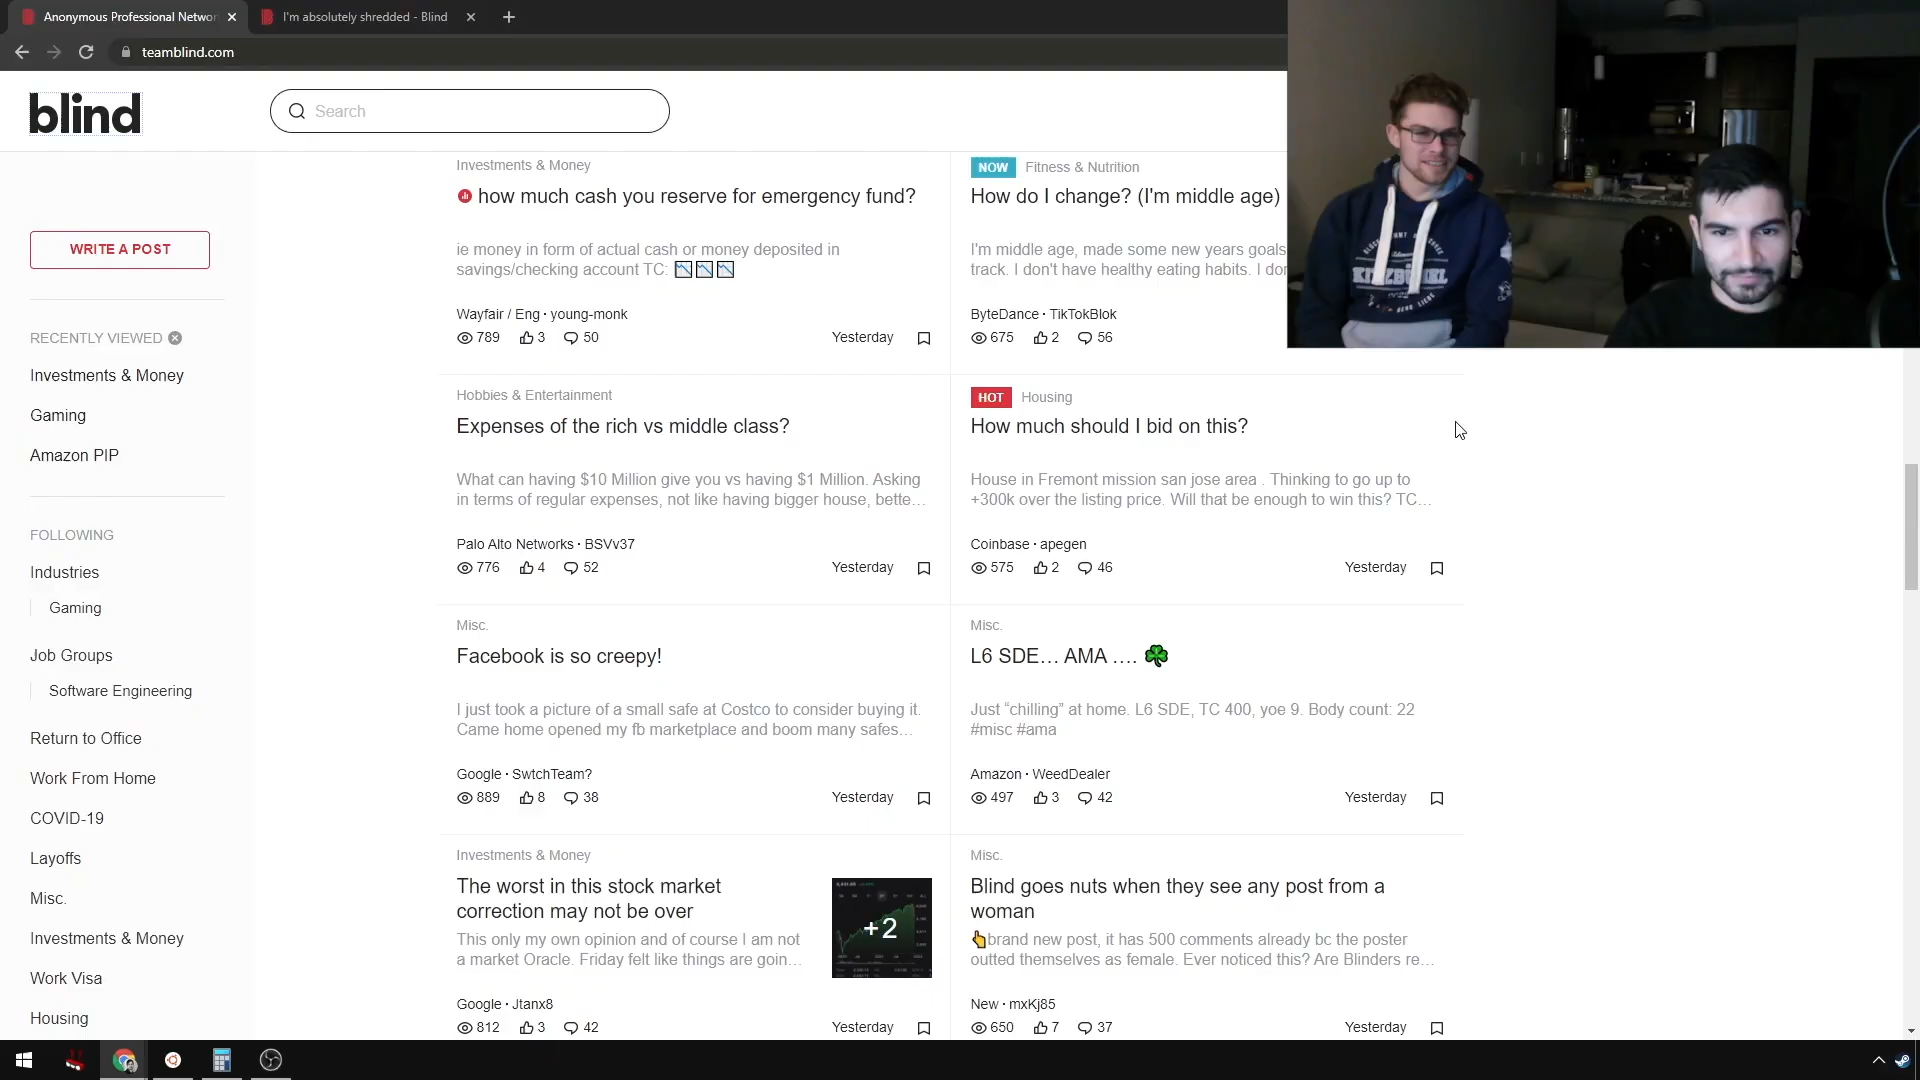 Anonymous Professional Networ
I'm absolutely shredded - Blind
teamblind.com
blind
Search
WRITE A POST
RECENTLY VIEWED
Investments & Money
Gaming
Amazon PIP
FOLLOWING
Industries
Gaming
Job Groups
Software Engineering
Return to Office
Work From Home
COVID-19
Layoffs
Misc.
Investments & Money
Work Visa
Housing
Investments & Money
how much cash you reserve for emergency fund?
ie money in form of actual cash or money deposited in
savings/checking account TC: 📉📉📉
Wayfair / Eng · young-monk
789 3 50 Yesterday
NOW Fitness & Nutrition
How do I change? (I'm middle age)
I'm middle age, made some new years goals
track. I don't have healthy eating habits. I do
ByteDance · TikTokBlok
675 2 56
Hobbies & Entertainment
Expenses of the rich vs middle class?
What can having $10 Million give you vs having $1 Million. Asking
in terms of regular expenses, not like having bigger house, bette...
Palo Alto Networks · BSVv37
776 4 52 Yesterday
HOT Housing
How much should I bid on this?
House in Fremont mission san jose area . Thinking to go up to
+300k over the listing price. Will that be enough to win this? TC...
Coinbase · apegen
575 2 46 Yesterday
Misc.
Facebook is so creepy!
I just took a picture of a small safe at Costco to consider buying it.
Came home opened my fb marketplace and boom many safes...
Google · SwtchTeam?
889 8 38 Yesterday
Misc.
L6 SDE… AMA …. ☘️
Just “chilling” at home. L6 SDE, TC 400, yoe 9. Body count: 22
#misc #ama
Amazon · WeedDealer
497 3 42 Yesterday
Investments & Money
The worst in this stock market
correction may not be over
This only my own opinion and of course I am not
a market Oracle. Friday felt like things are goin...
+2
Google · Jtanx8
812 3 42 Yesterday
Misc.
Blind goes nuts when they see any post from a
woman
👆brand new post, it has 500 comments already bc the poster
outted themselves as female. Ever noticed this? Are Blinders re...
New · mxKj85
650 7 37 Yesterday